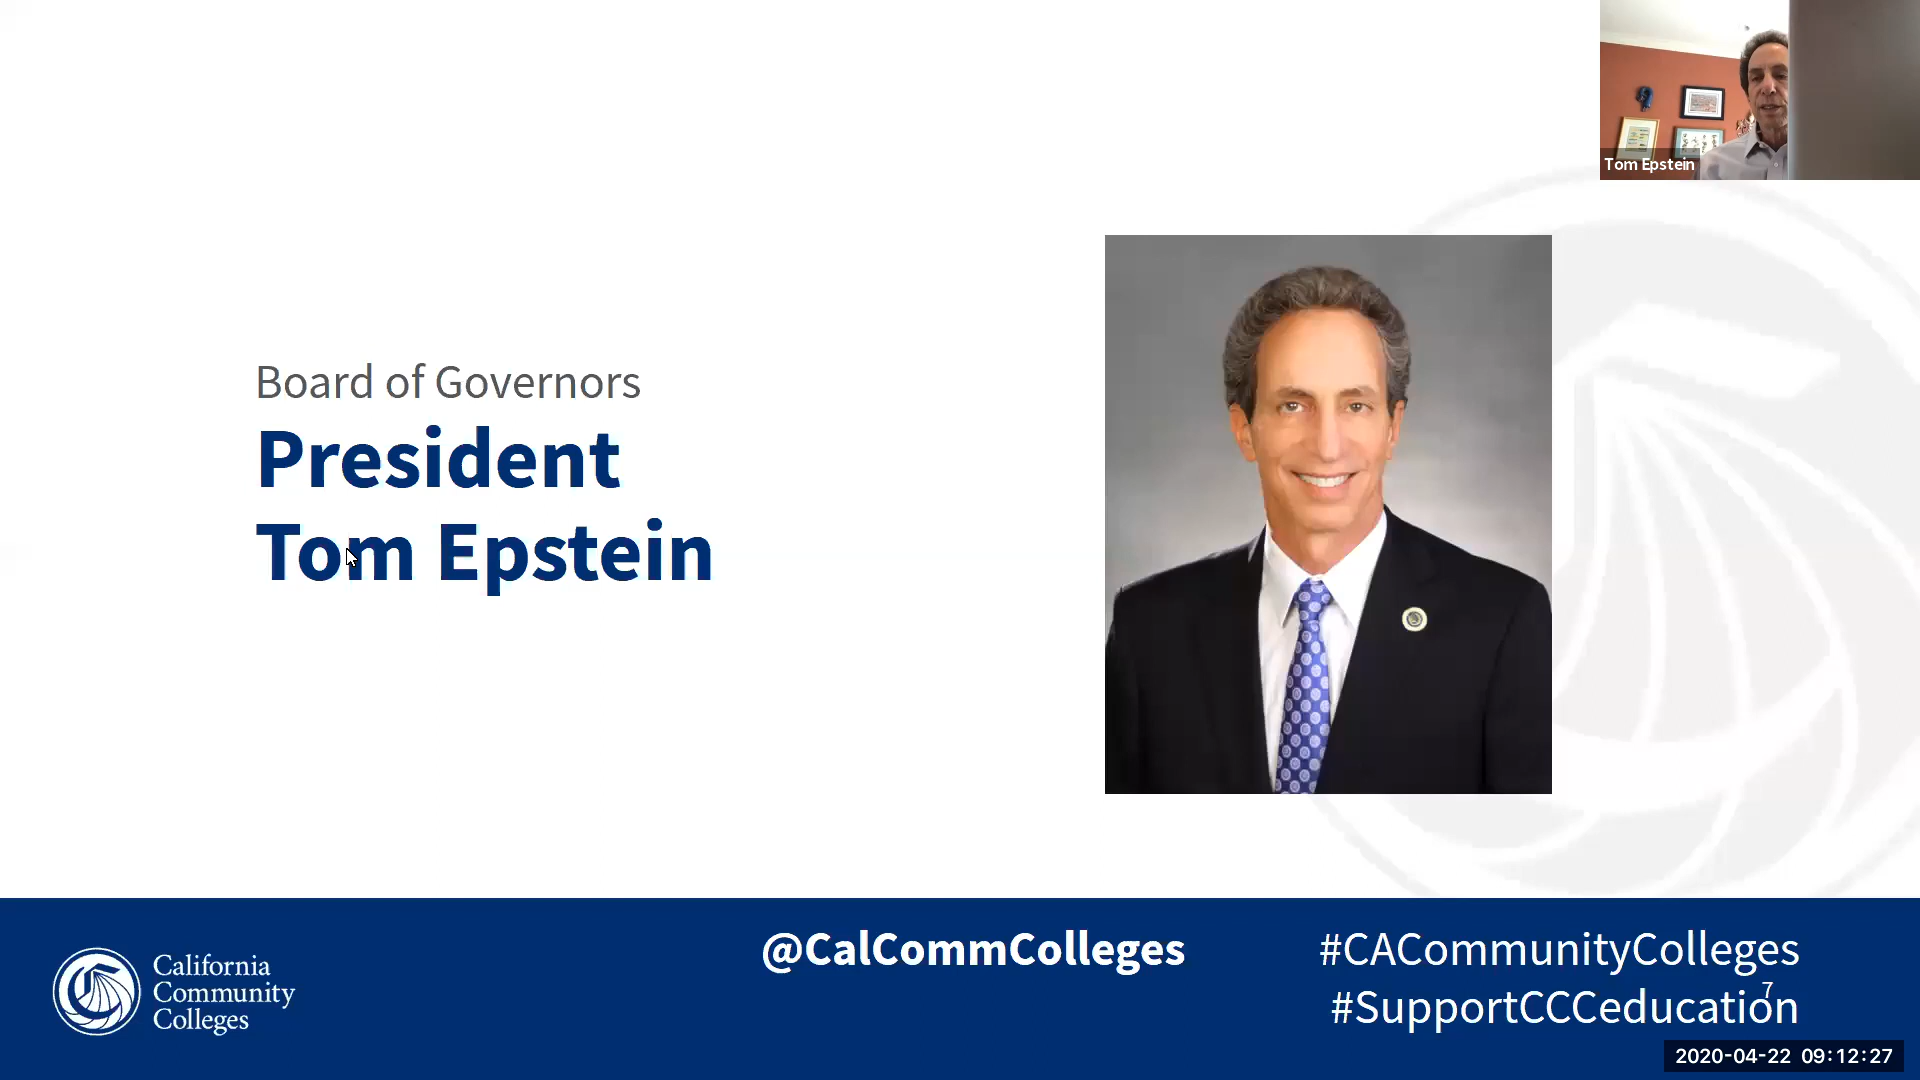 Tom Epstein
Board of Governors
President
Tom Epstein
California
Community
Colleges
@CalCommColleges
#CACommunityColleges
7
#SupportCCCeducation
2020-04-22 09:12:27